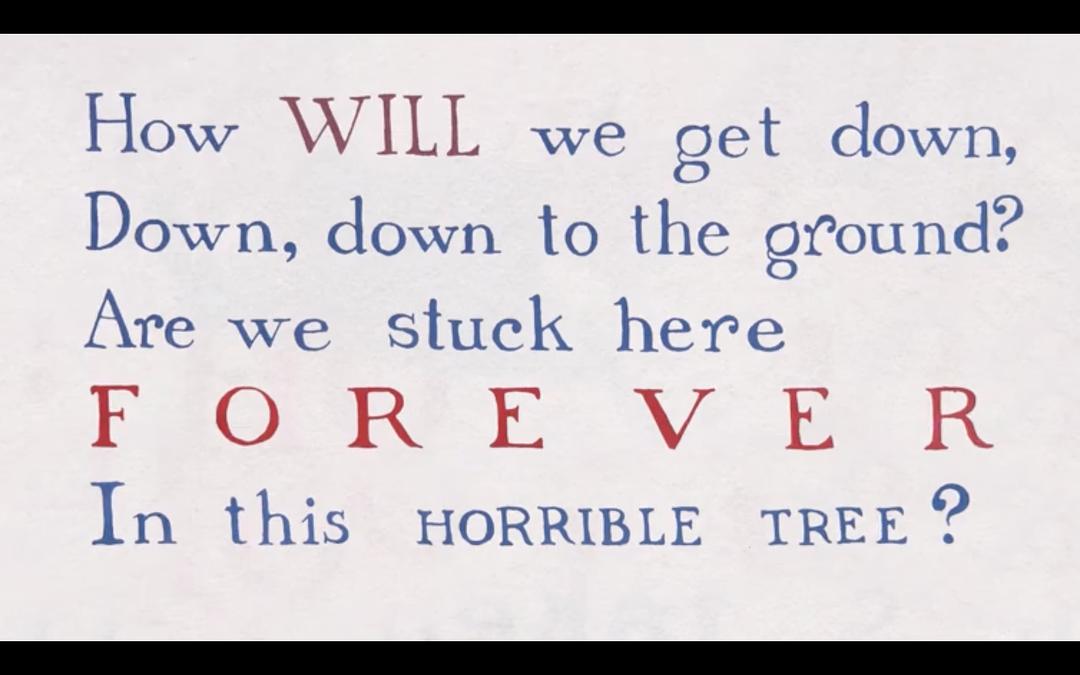 How WILL we get down,
Down, down to the ground?
Are we stuck here
F O R E V E R
In this HORRIBLE TREE?